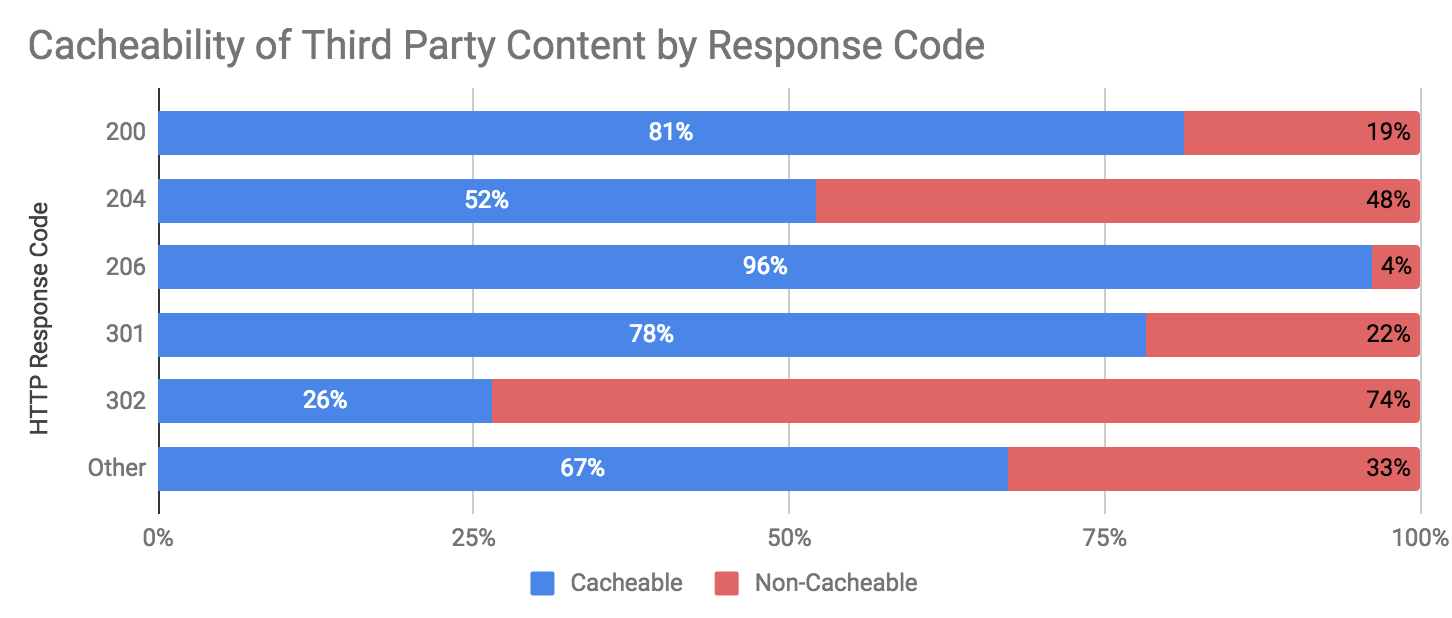 Cacheability of Third Party Content by Response Code
HTTP Response Code
200 81% 19%
204 52% 48%
206 96% 4%
301 78% 22%
302 26% 74%
Other 67% 33%
0% 25% 50% 75% 100%
Cacheable Non-Cacheable